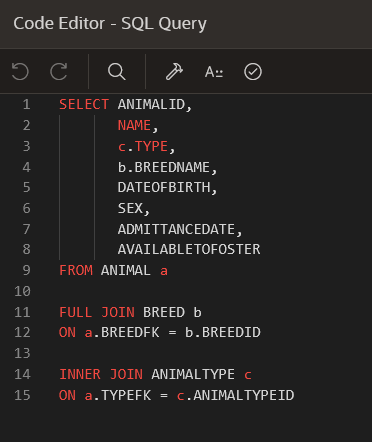 Code Editor - SQL Query
A::
1 SELECT ANIMALID,
2 NAME,
3 c.TYPE,
4 b.BREEDNAME,
5 DATEOFBIRTH,
6 SEX,
7 ADMITTANCEDATE,
8 AVAILABLETOFOSTER
9 FROM ANIMAL a
10
11 FULL JOIN BREED b
12 ON a.BREEDFK = b.BREEDID
13
14 INNER JOIN ANIMALTYPE c
15 ON a.TYPEFK = c.ANIMALTYPEID